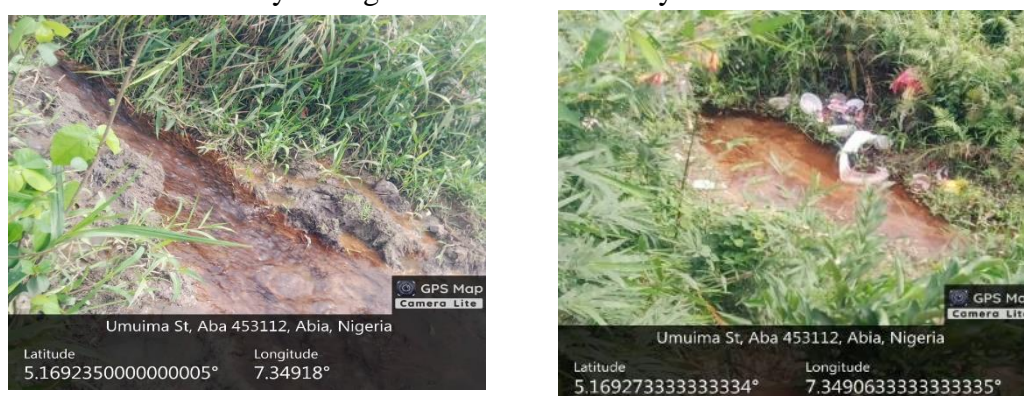 GPS Map
Camera Lite
Umuima St, Aba 453112, Abia, Nigeria
Latitude
5.1692350000000005°
Longitude
7.34918°
GPS Map
Camera Lite
Umuima St, Aba 453112, Abia, Nigeria
Latitude
5.169273333333334°
Longitude
7.3490633333333335°